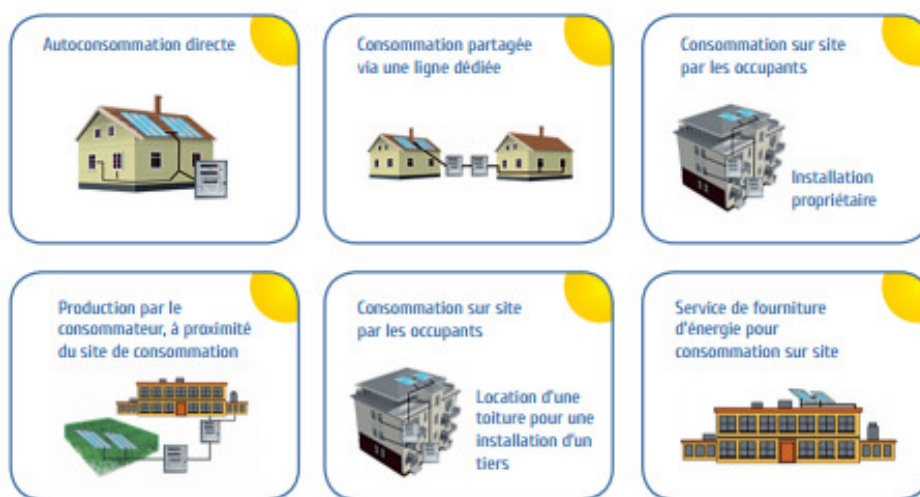 Autoconsommation directe
Consommation partagée
via une ligne dédiée
Consommation sur site
par les occupants
Installation
propriétaire
Production par le
consommateur, à proximité
du site de consommation
Consommation sur site
par les occupants
Location d'une
toiture pour une
installation d'un
tiers
Service de fourniture
d'énergie pour
consommation sur site